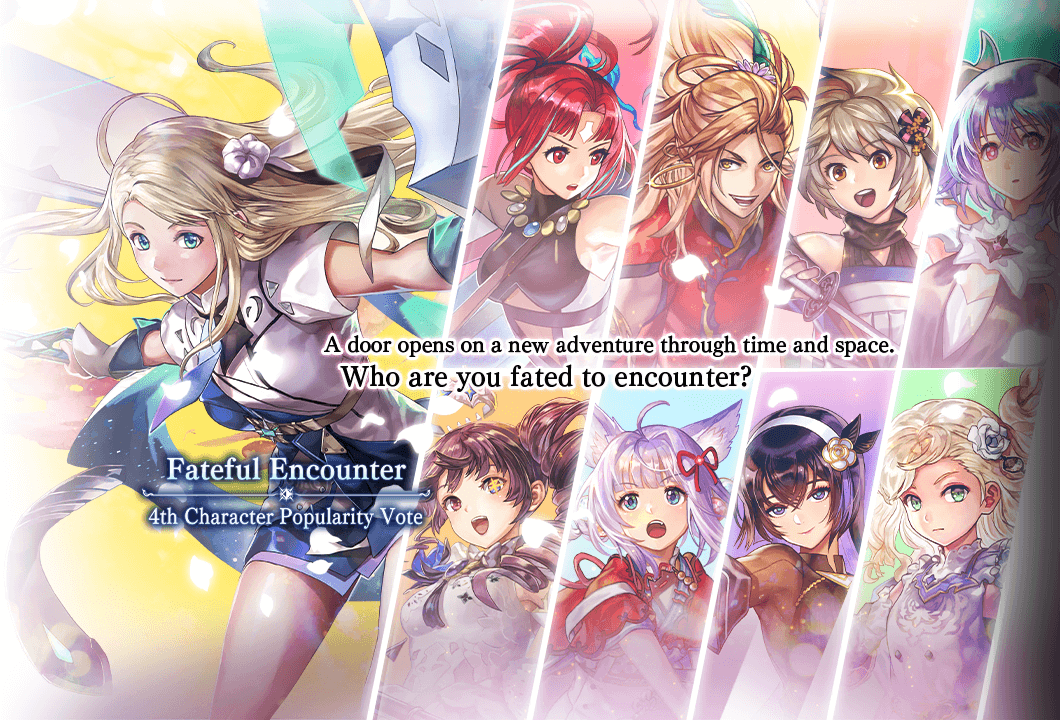 A door opens on a new adventure through time and space.
Who are you fated to encounter?
Fateful Encounter
4th Character Popularity Vote